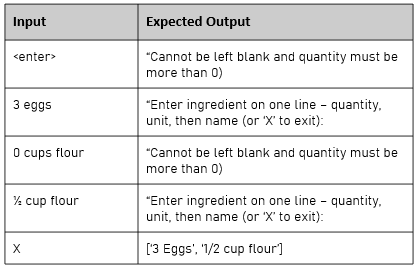 Input Expected Output
<enter> “Cannot be left blank and quantity must be
more than 0)
3 eggs “Enter ingredient on one line – quantity,
unit, then name (or ‘X’ to exit):
0 cups flour “Cannot be left blank and quantity must be
more than 0)
½ cup flour “Enter ingredient on one line – quantity,
unit, then name (or ‘X’ to exit):
X [‘3 Eggs’, ‘1/2 cup flour’]